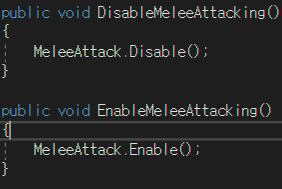 public void DisableMeleeAttacking()
{
    MeleeAttack.Disable();
}

public void EnableMeleeAttacking()
{
    MeleeAttack.Enable();
}